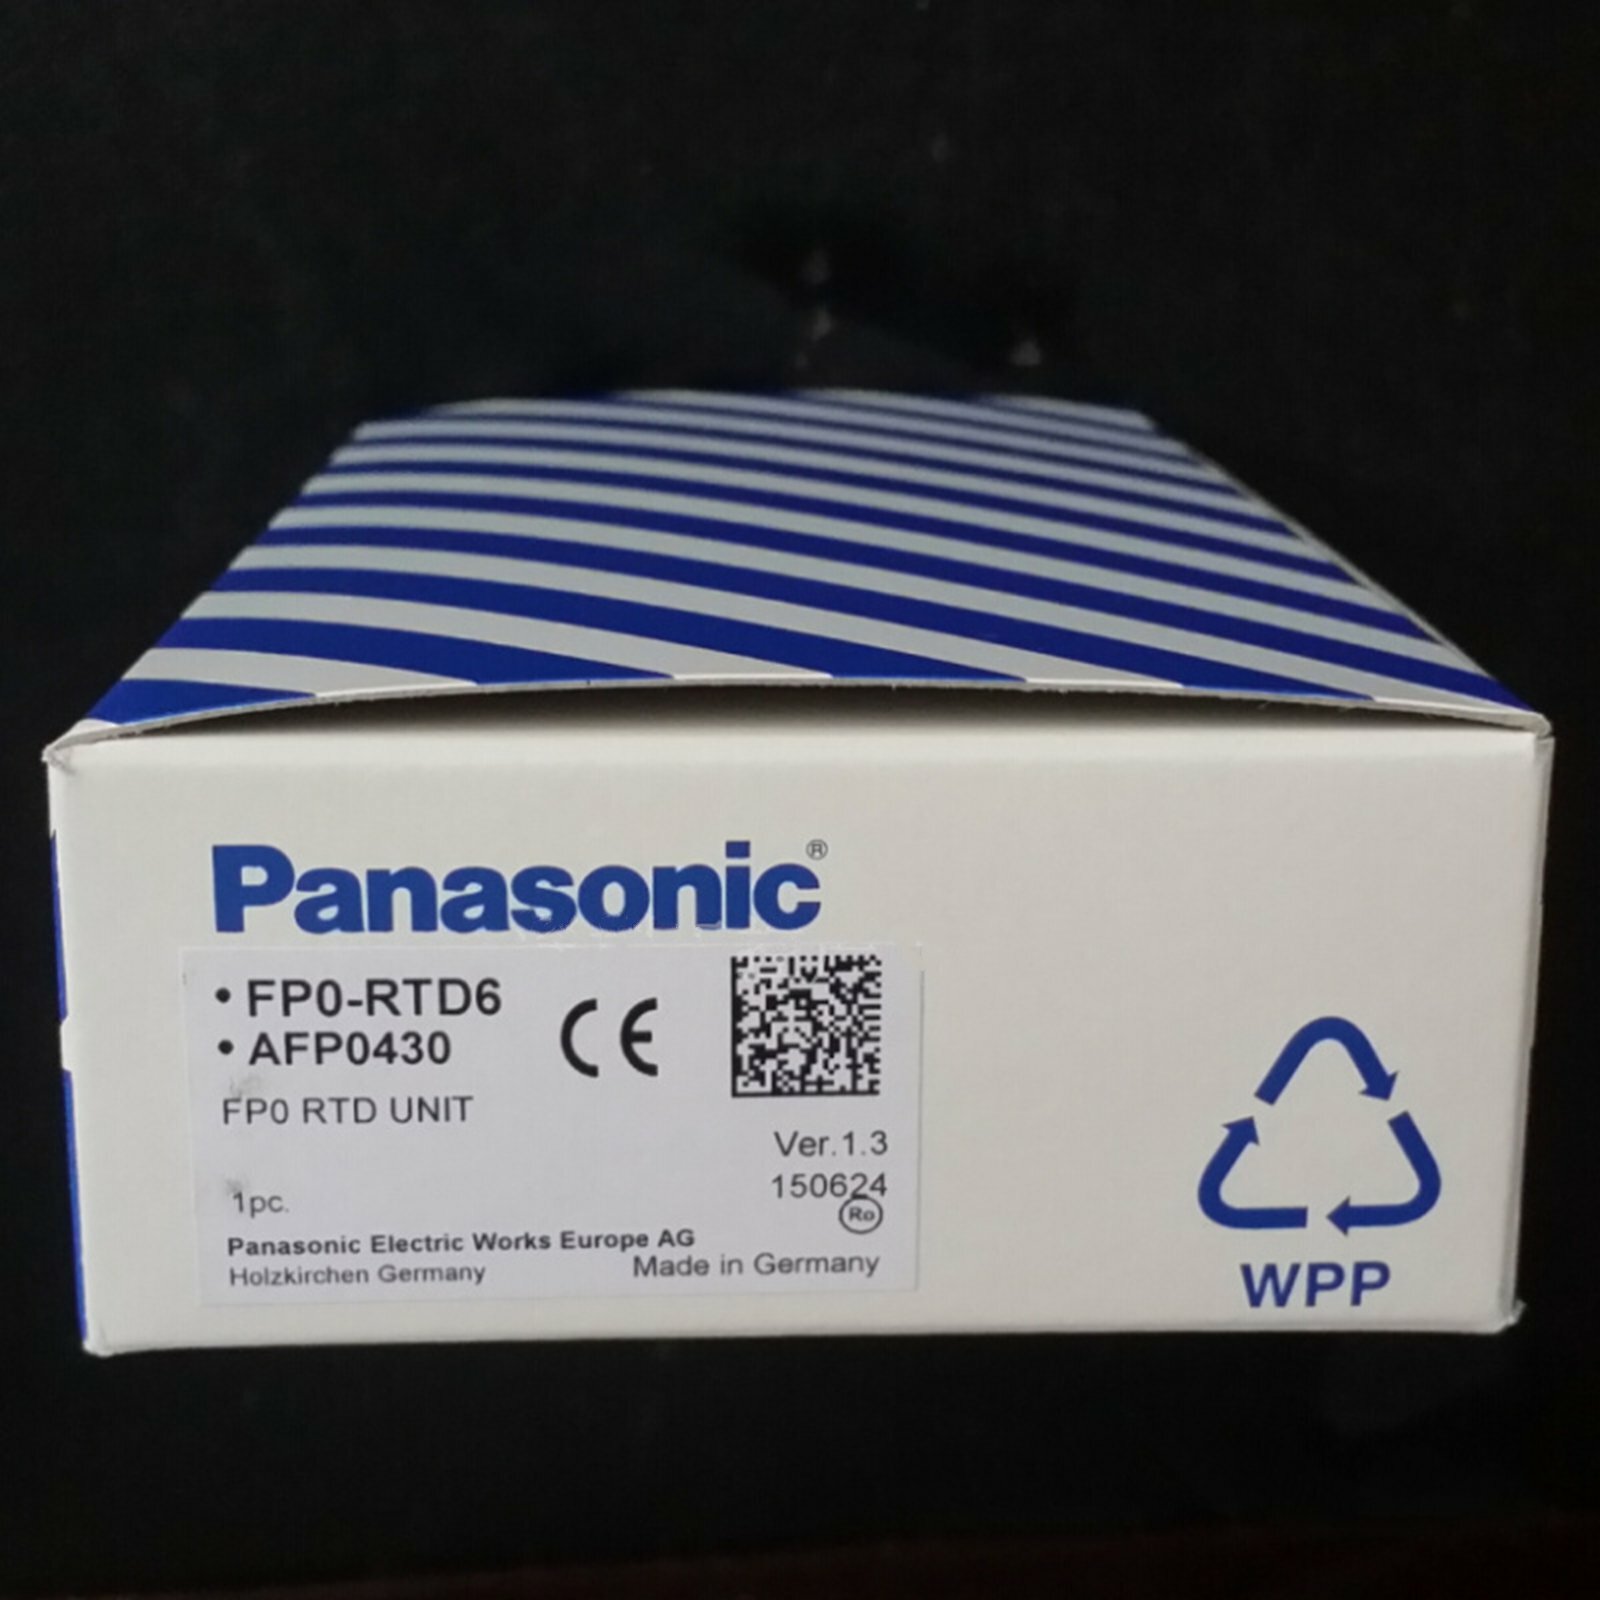 Panasonic®
• FP0-RTD6
• AFP0430
CE
FP0 RTD UNIT
Ver.1.3
150624
Ro
1pc.
Panasonic Electric Works Europe AG
Holzkirchen Germany
Made in Germany
WPP